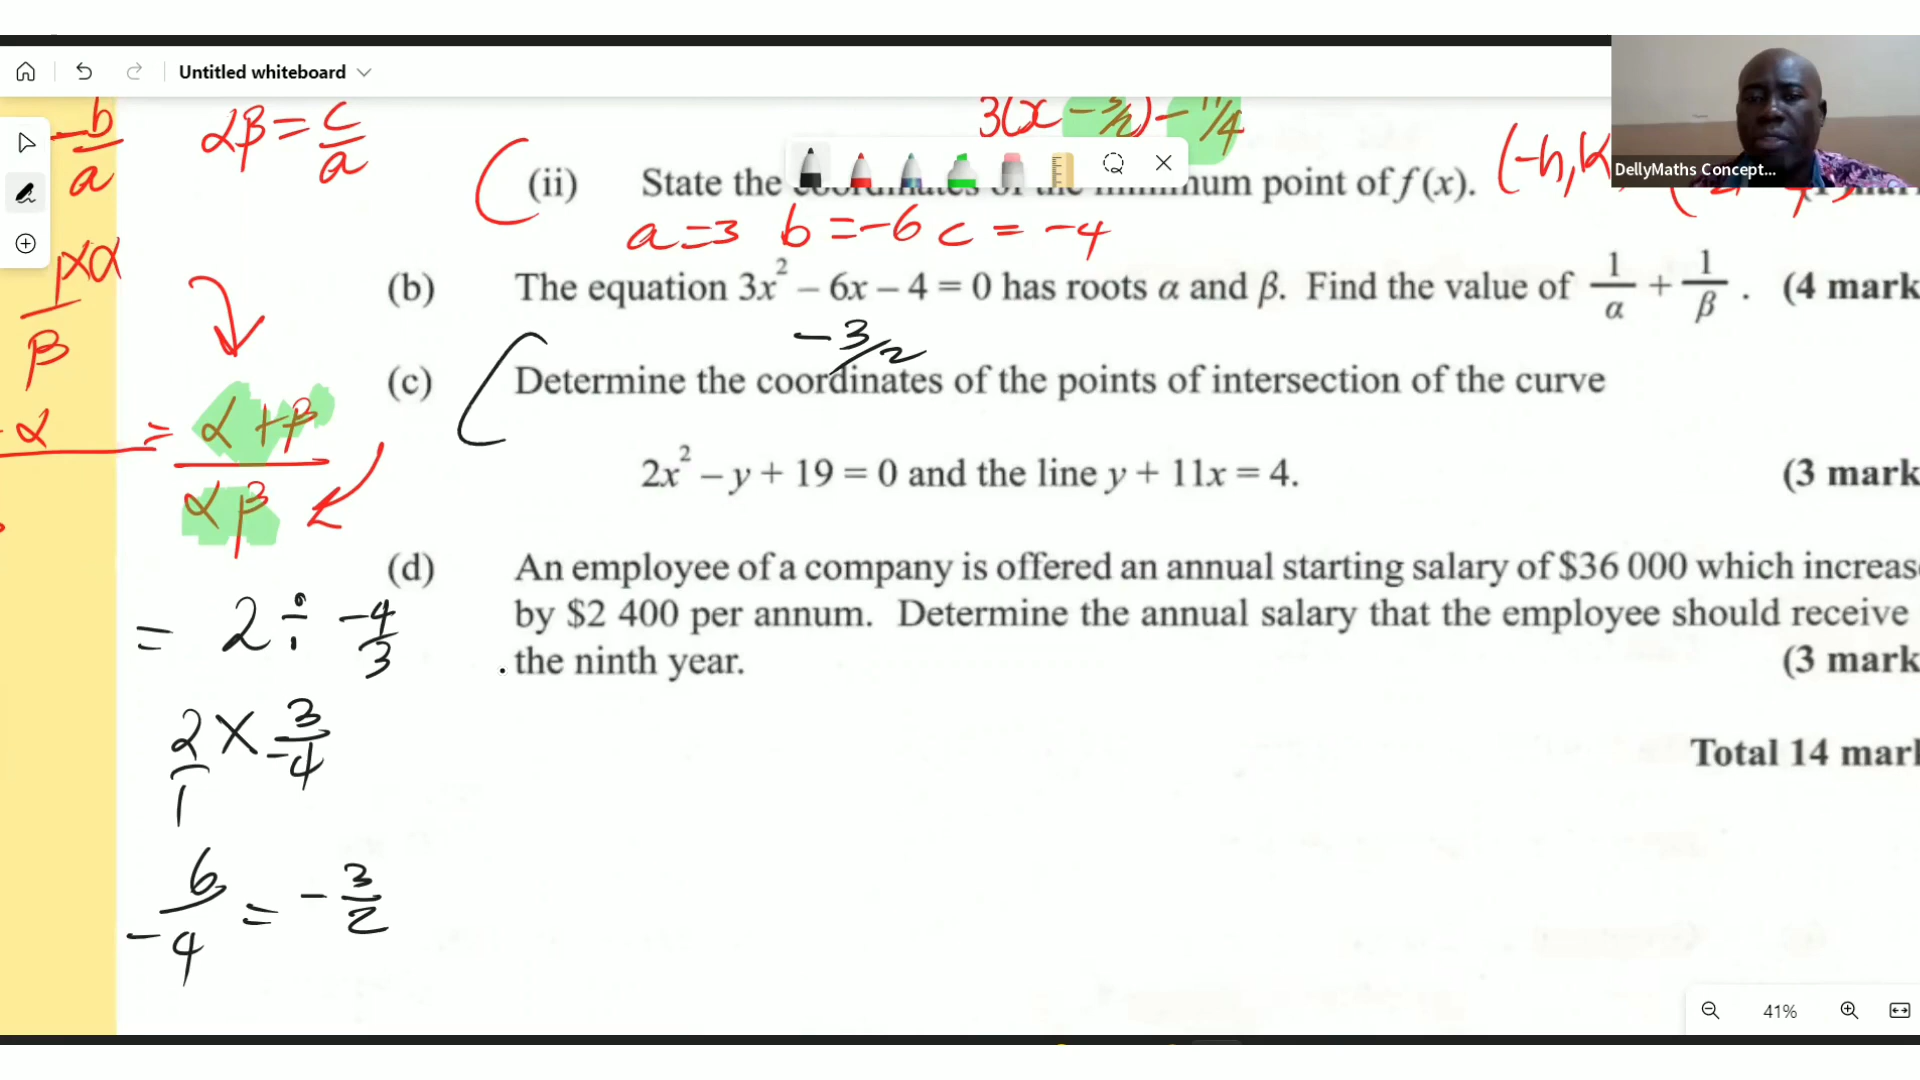 Untitled whiteboard
DellyMaths Concept...
-b/a
αβ = c/a
3(x - 3/2) - 11/4
(ii) State the coordinates of the minimum point of f(x).
(-h, k
a = 3 b = -6 c = -4
(b) The equation 3x² – 6x – 4 = 0 has roots α and β. Find the value of 1/α + 1/β . (4 mark
-3/2
(c) Determine the coordinates of the points of intersection of the curve
2x² – y + 19 = 0 and the line y + 11x = 4. (3 mark
α = α + β
αβ
(d) An employee of a company is offered an annual starting salary of $36 000 which increas
by $2 400 per annum. Determine the annual salary that the employee should receive
the ninth year.
(3 mark
Total 14 mark
= 2 ÷ -4/3
2/1 × 3/-4
6/-4 = -3/2
41%